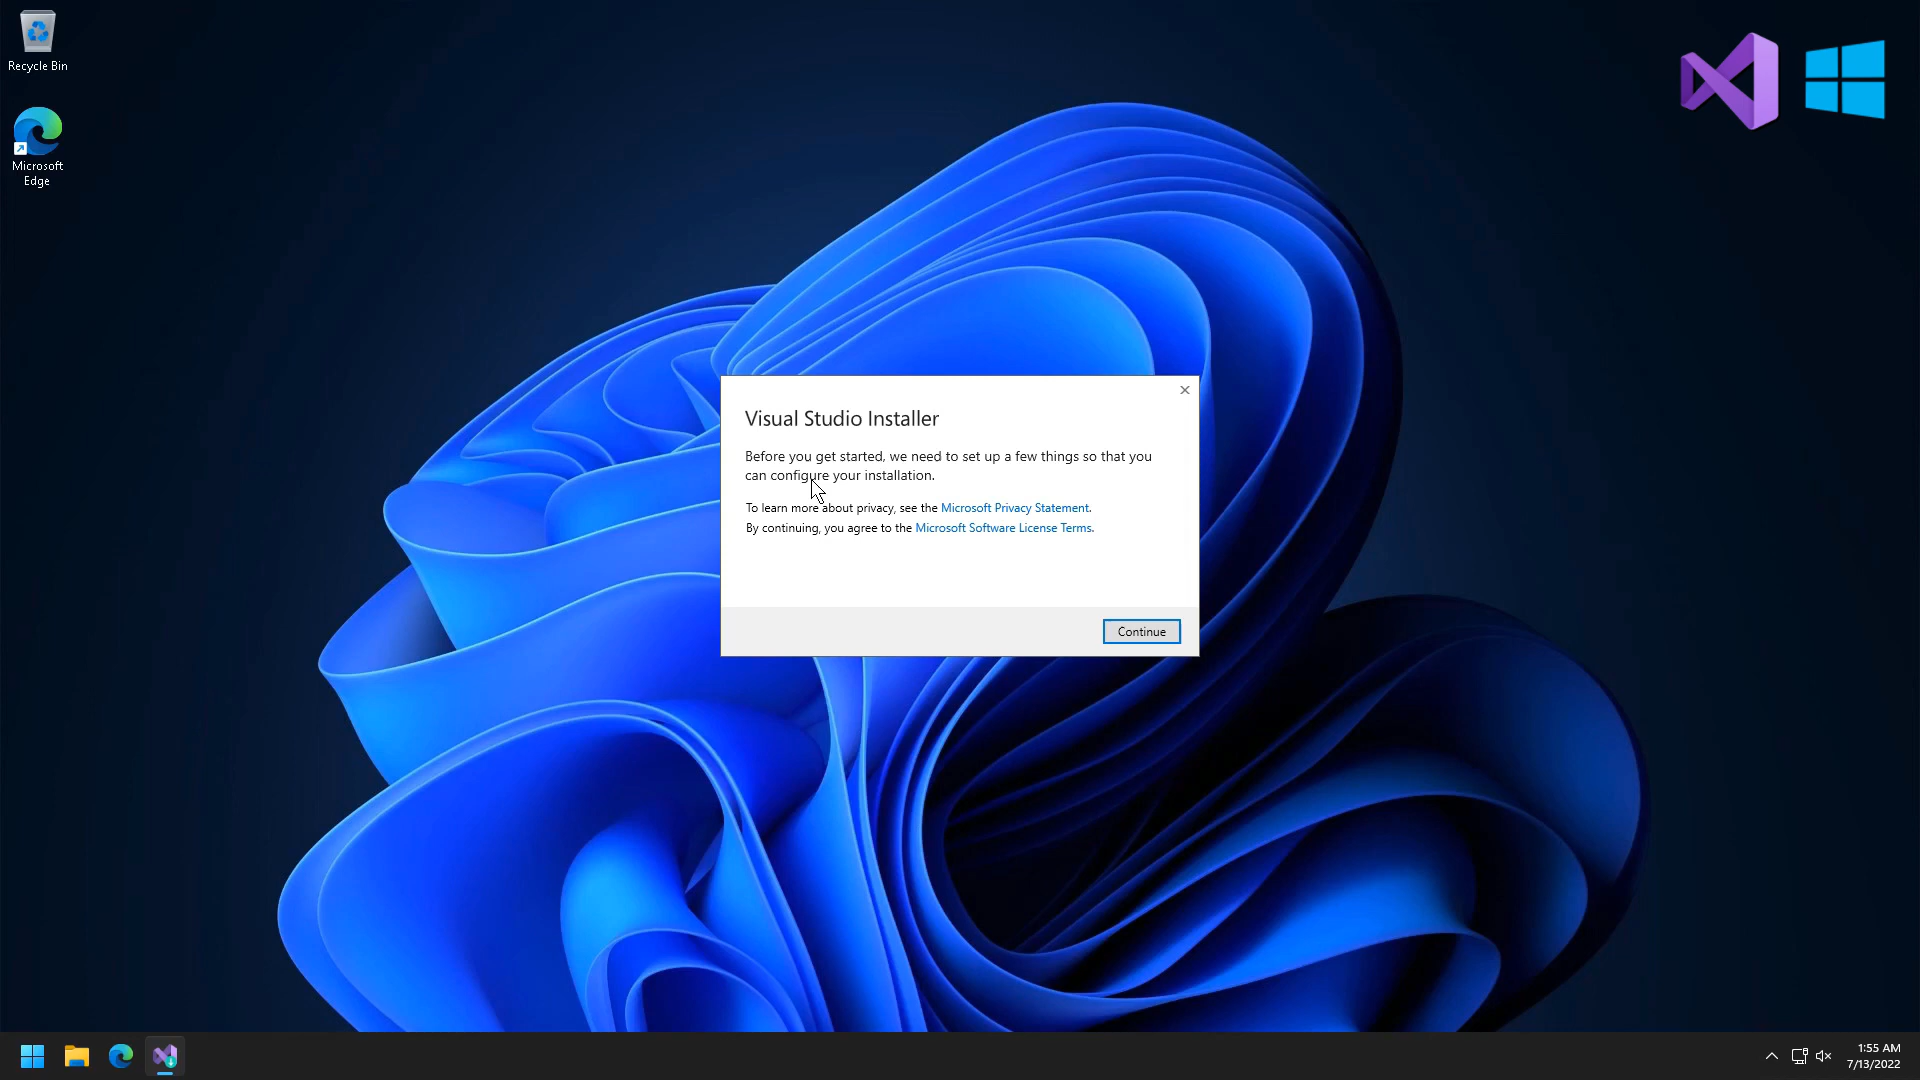 Recycle Bin
Microsoft
Edge
Visual Studio Installer
Before you get started, we need to set up a few things so that you
can configure your installation.
To learn more about privacy, see the Microsoft Privacy Statement.
By continuing, you agree to the Microsoft Software License Terms.
Continue
1:55 AM
7/13/2022